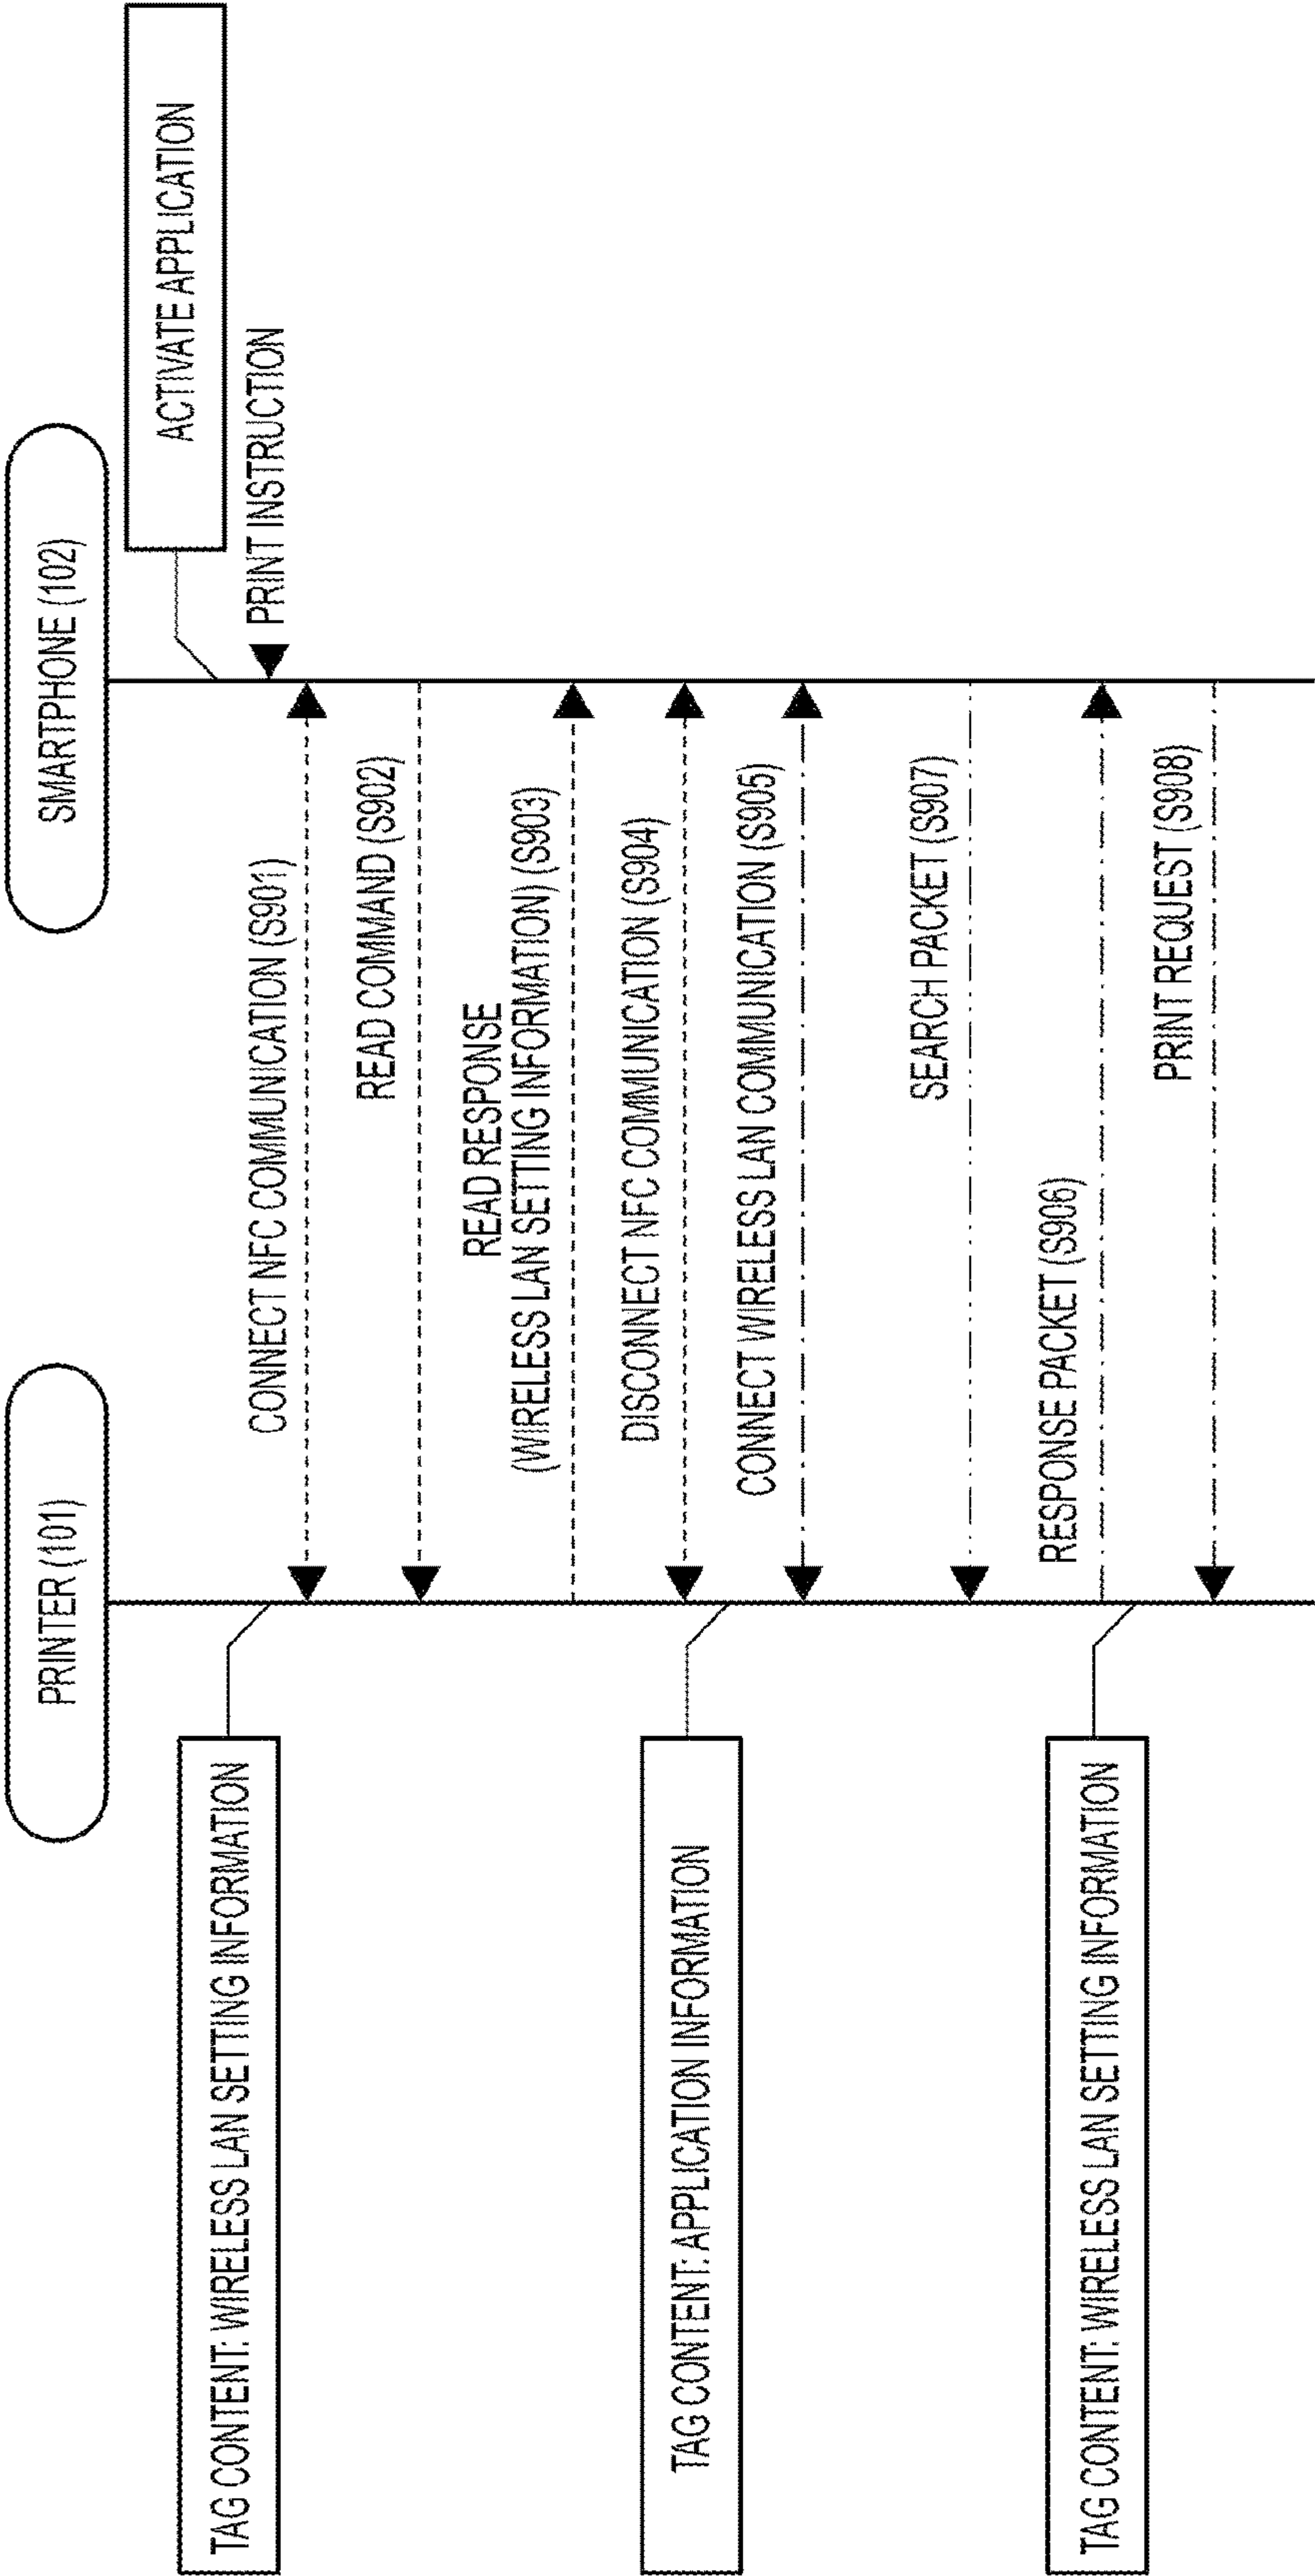 PRINTER (101)
SMARTPHONE (102)
ACTIVATE APPLICATION
TAG CONTENT: WIRELESS LAN SETTING INFORMATION
PRINT INSTRUCTION
CONNECT NFC COMMUNICATION (S901)
READ COMMAND (S902)
READ RESPONSE
(WIRELESS LAN SETTING INFORMATION) (S903)
DISCONNECT NFC COMMUNICATION (S904)
TAG CONTENT: APPLICATION INFORMATION
CONNECT WIRELESS LAN COMMUNICATION (S905)
SEARCH PACKET (S907)
RESPONSE PACKET (S906)
TAG CONTENT: WIRELESS LAN SETTING INFORMATION
PRINT REQUEST (S908)